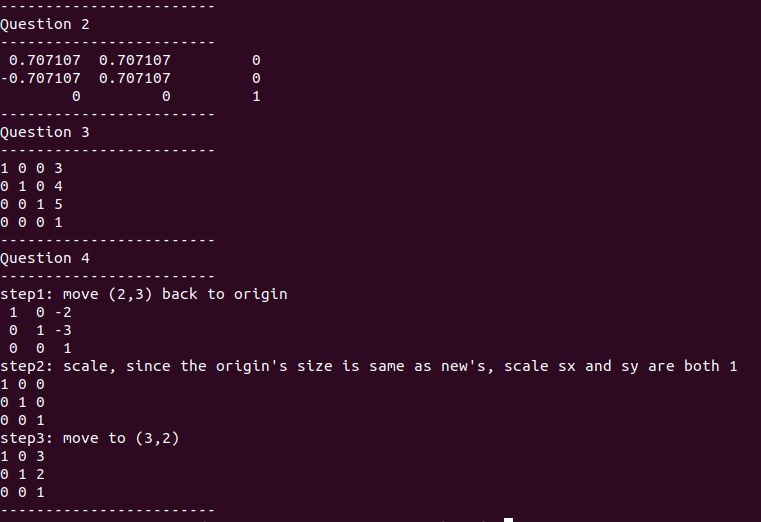 ------------------------
Question 2
------------------------
 0.707107  0.707107         0
-0.707107  0.707107         0
        0         0         1
------------------------
Question 3
------------------------
1 0 0 3
0 1 0 4
0 0 1 5
0 0 0 1
------------------------
Question 4
------------------------
step1: move (2,3) back to origin
 1  0 -2
 0  1 -3
 0  0  1
step2: scale, since the origin's size is same as new's, scale sx and sy are both 1
1 0 0
0 1 0
0 0 1
step3: move to (3,2)
1 0 3
0 1 2
0 0 1
------------------------